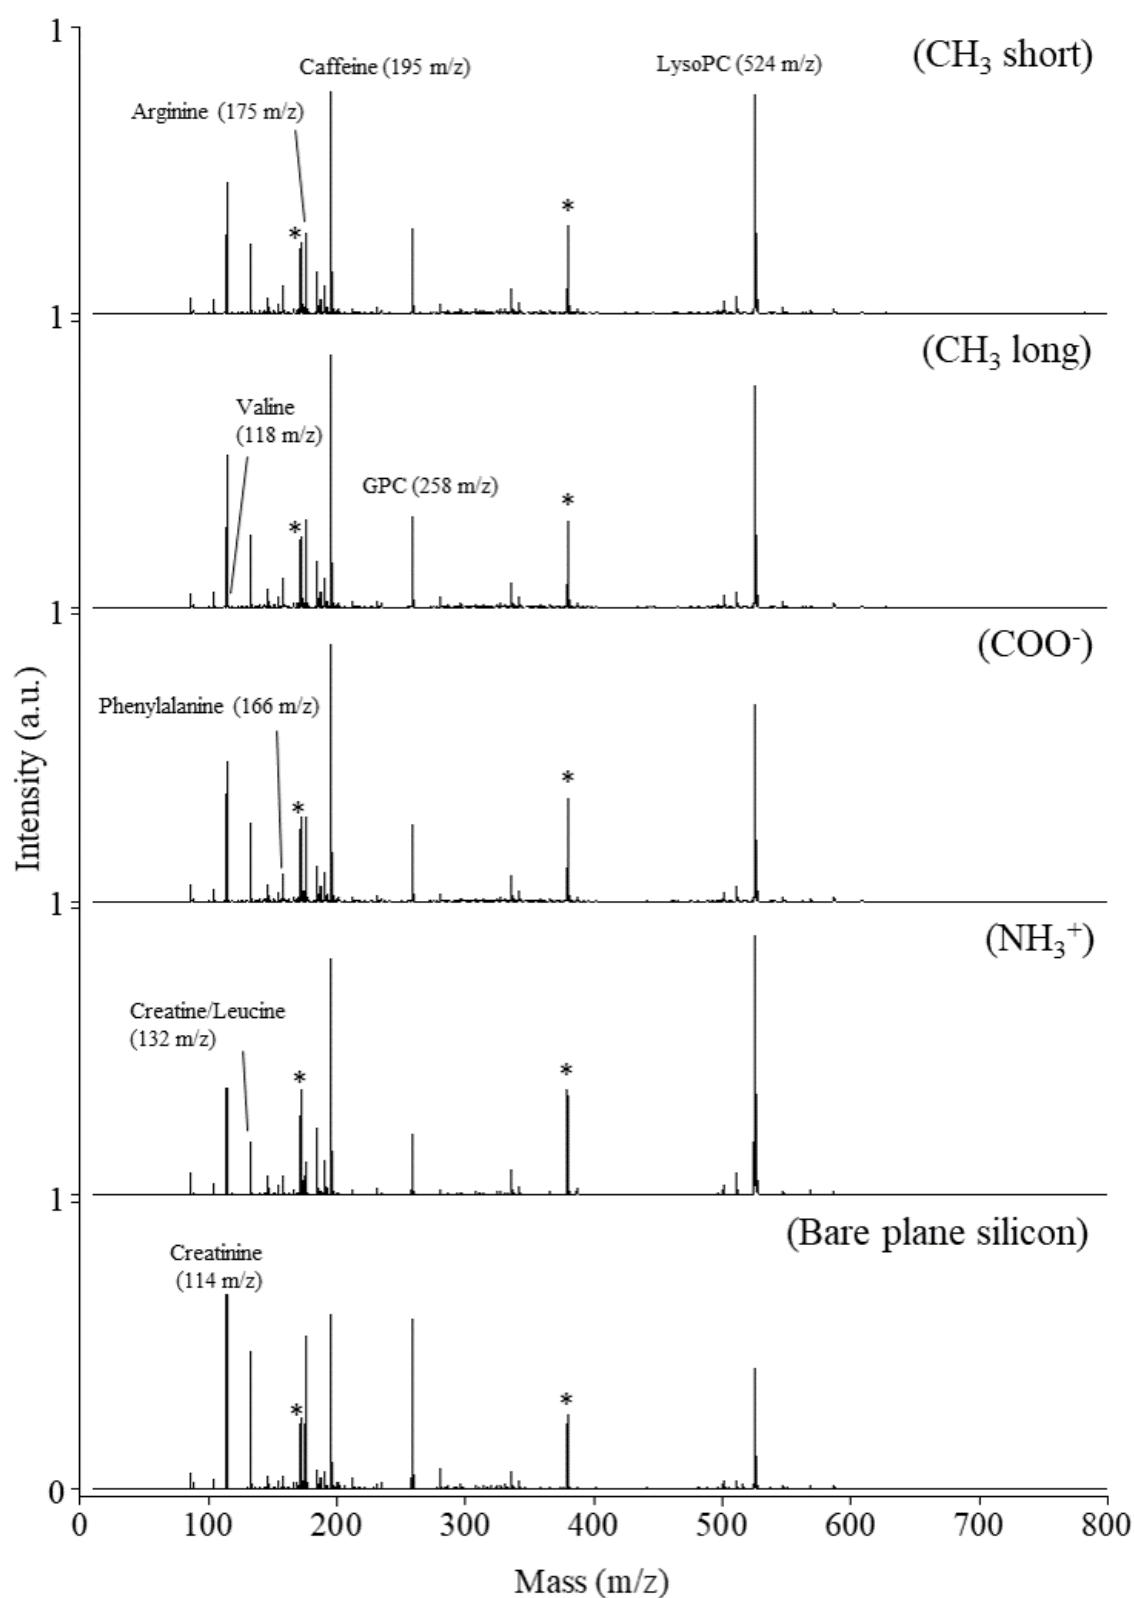 1
(CH₃ short)
Caffeine (195 m/z)
LysoPC (524 m/z)
Arginine (175 m/z)
*
*
1
(CH₃ long)
Valine
(118 m/z)
GPC (258 m/z)
*
*
1
(COO⁻)
Phenylalanine (166 m/z)
*
*
Intensity (a.u.)
1
(NH₃⁺)
Creatine/Leucine
(132 m/z)
*
*
1
(Bare plane silicon)
Creatinine
(114 m/z)
*
*
0
0 100 200 300 400 500 600 700 800
Mass (m/z)